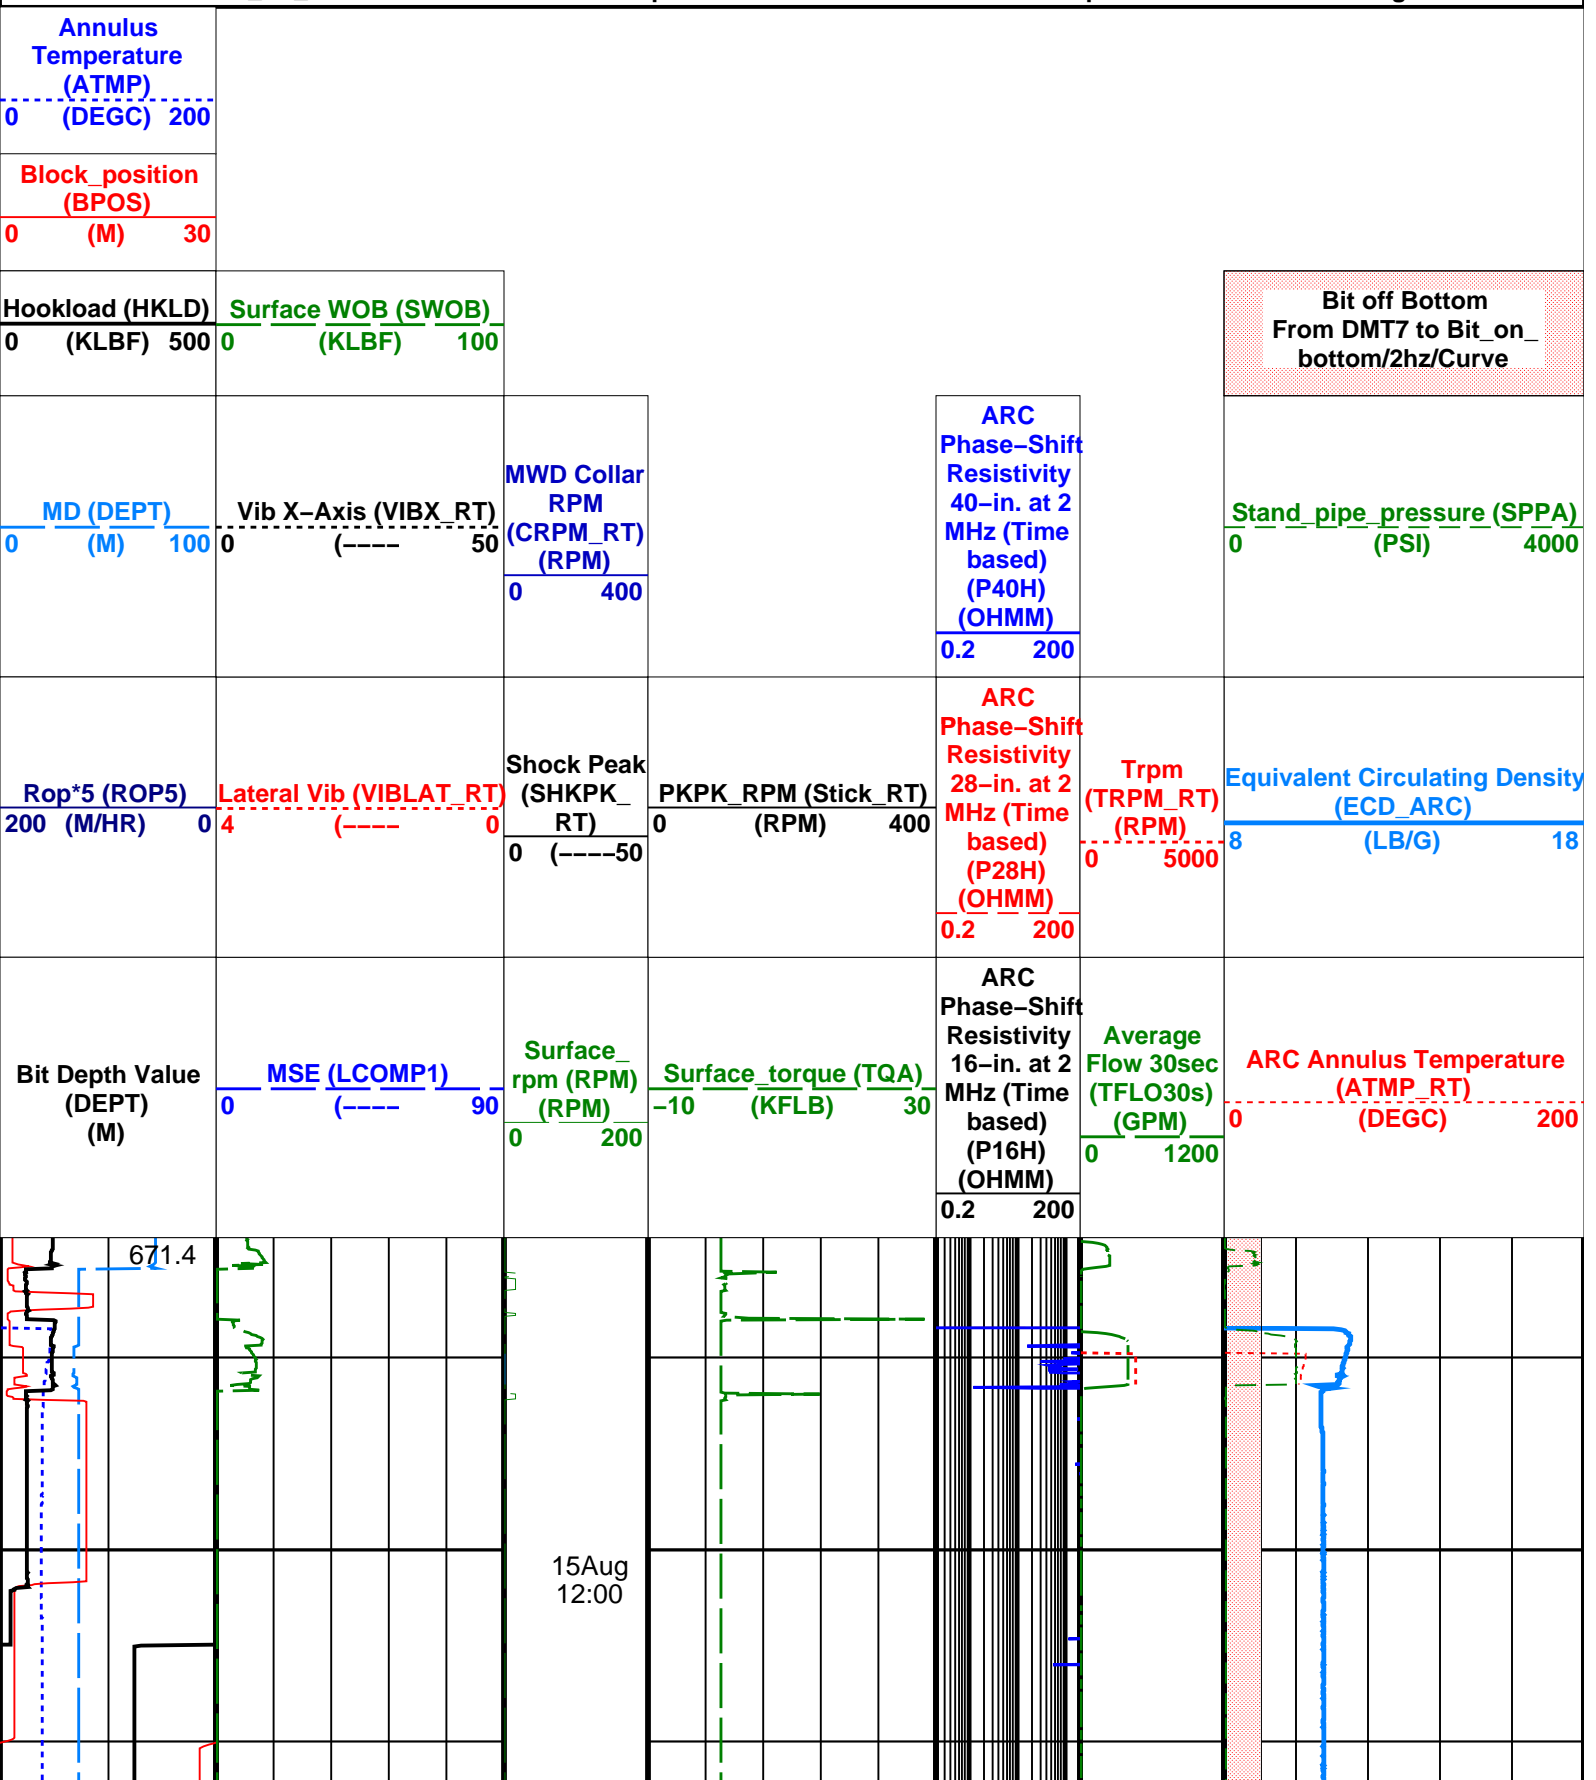 Annulus
Temperature
(ATMP)
0 (DEGC) 200
Block_position
(BPOS)
0 (M) 30
Hookload (HKLD)
0 (KLBF) 500
Surface WOB (SWOB)
0 (KLBF) 100
Bit off Bottom
From DMT7 to Bit_on_
bottom/2hz/Curve
MD (DEPT)
0 (M) 100
Vib X−Axis (VIBX_RT)
0 (−−−− 50
MWD Collar
RPM
(CRPM_RT)
(RPM)
0 400
ARC
Phase−Shift
Resistivity
40−in. at 2
MHz (Time
based)
(P40H)
(OHMM)
0.2 200
Stand_pipe_pressure (SPPA)
0 (PSI) 4000
Rop*5 (ROP5)
200 (M/HR) 0
Lateral Vib (VIBLAT_RT)
4 (−−−− 0
Shock Peak
(SHKPK_
RT)
0 (−−−−50
PKPK_RPM (Stick_RT)
0 (RPM) 400
ARC
Phase−Shift
Resistivity
28−in. at 2
MHz (Time
based)
(P28H)
(OHMM)
0.2 200
Trpm
(TRPM_RT)
(RPM)
0 5000
Equivalent Circulating Density
(ECD_ARC)
8 (LB/G) 18
Bit Depth Value
(DEPT)
(M)
MSE (LCOMP1)
0 (−−−− 90
Surface_
rpm (RPM)
(RPM)
0 200
Surface_torque (TQA)
−10 (KFLB) 30
ARC
Phase−Shift
Resistivity
16−in. at 2
MHz (Time
based)
(P16H)
(OHMM)
0.2 200
Average
Flow 30sec
(TFLO30s)
(GPM)
0 1200
ARC Annulus Temperature
(ATMP_RT)
0 (DEGC) 200
671.4
15Aug
12:00